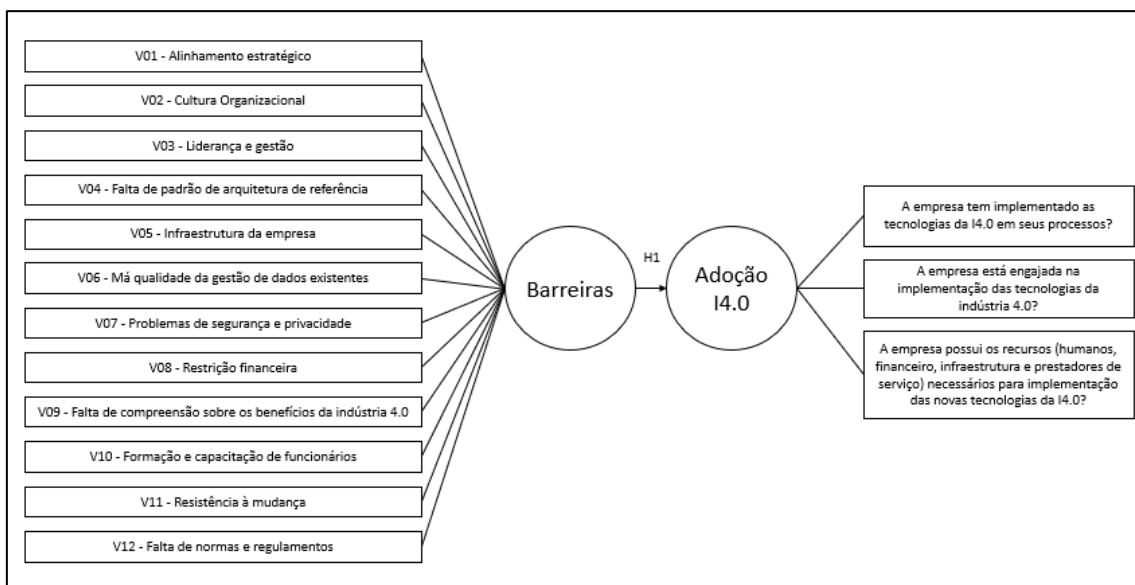 V01 - Alinhamento estratégico
V02 - Cultura Organizacional
V03 - Liderança e gestão
V04 - Falta de padrão de arquitetura de referência
V05 - Infraestrutura da empresa
V06 - Má qualidade da gestão de dados existentes
V07 - Problemas de segurança e privacidade
V08 - Restrição financeira
V09 - Falta de compreensão sobre os benefícios da indústria 4.0
V10 - Formação e capacitação de funcionários
V11 - Resistência à mudança
V12 - Falta de normas e regulamentos
Barreiras
H1
Adoção
I4.0
A empresa tem implementado as
tecnologias da I4.0 em seus processos?
A empresa está engajada na
implementação das tecnologias da
indústria 4.0?
A empresa possui os recursos (humanos,
financeiro, infraestrutura e prestadores de
serviço) necessários para implementação
das novas tecnologias da I4.0?